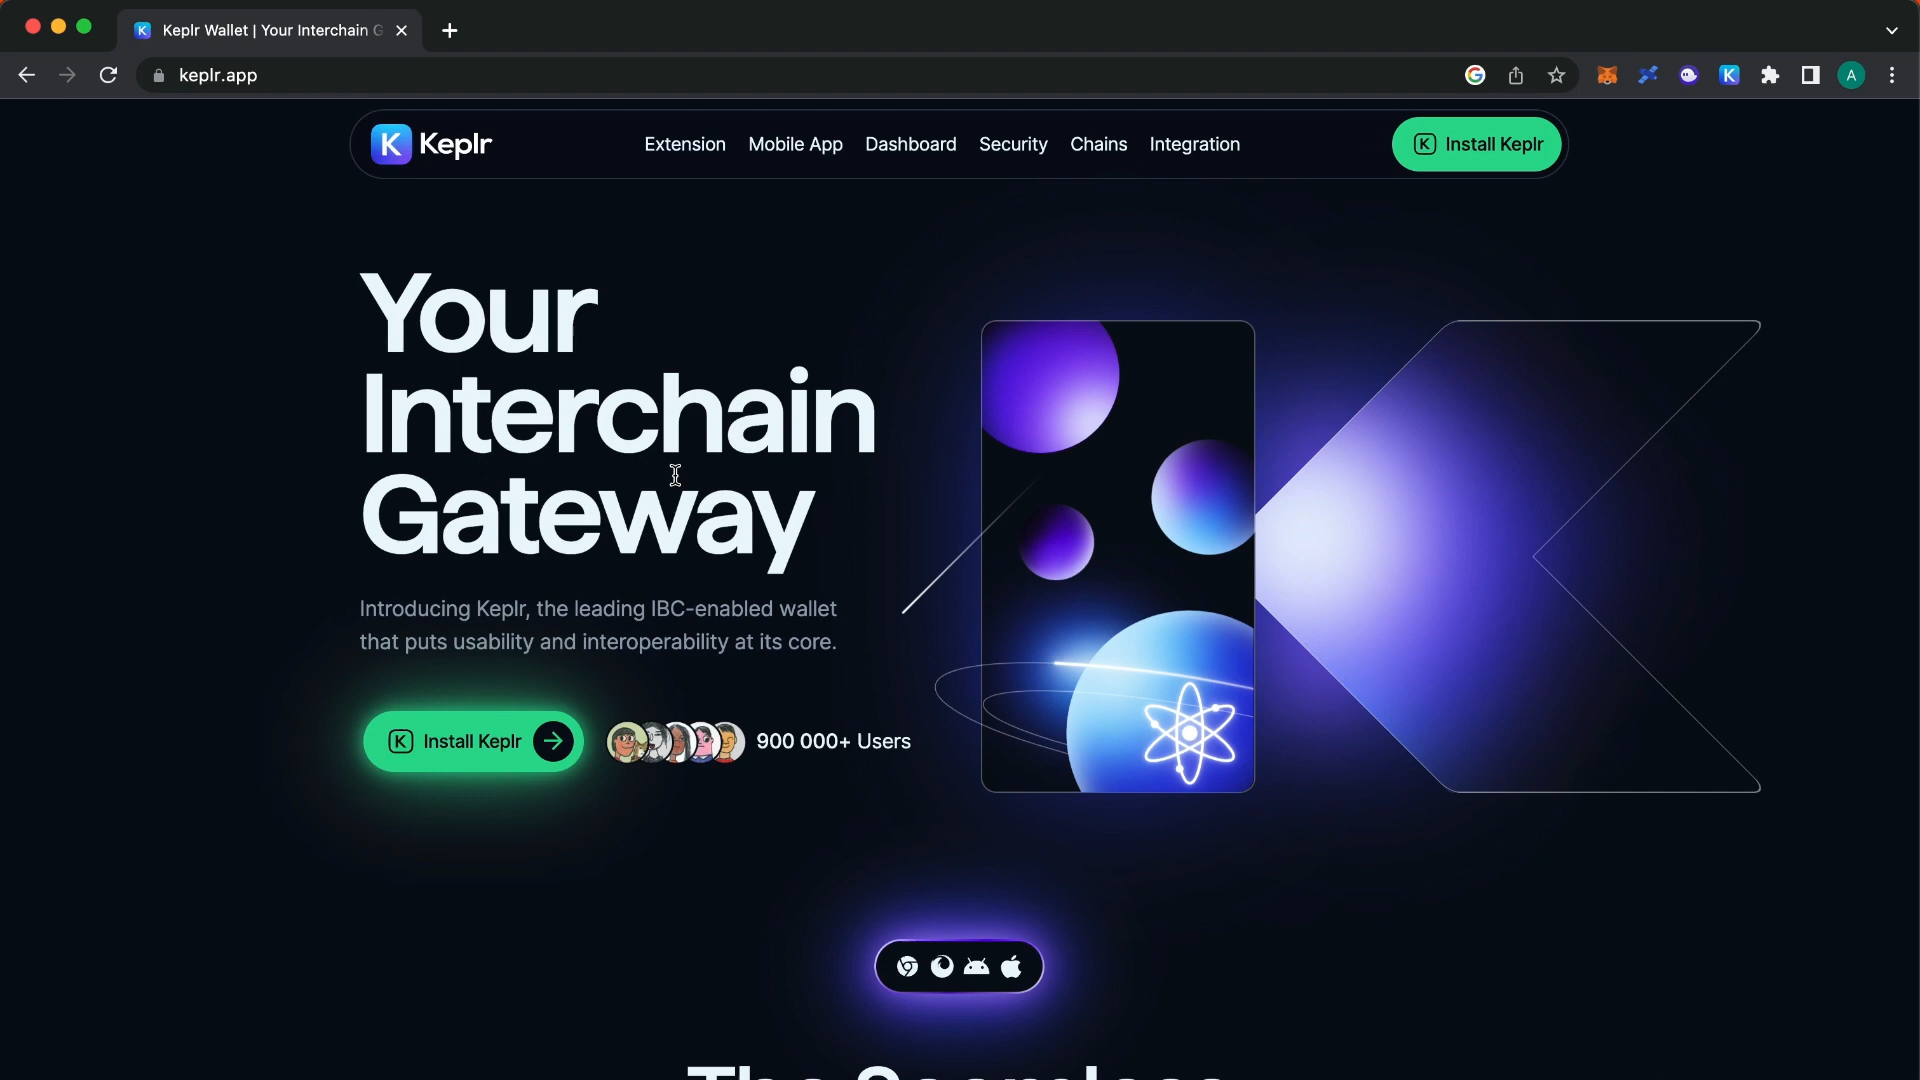 Keplr Wallet | Your Interchain G
keplr.app
A
K Keplr
Extension
Mobile App
Dashboard
Security
Chains
Integration
K Install Keplr
Your
Interchain
Gateway
Introducing Keplr, the leading IBC-enabled wallet
that puts usability and interoperability at its core.
K Install Keplr
900 000+ Users
The Seamless